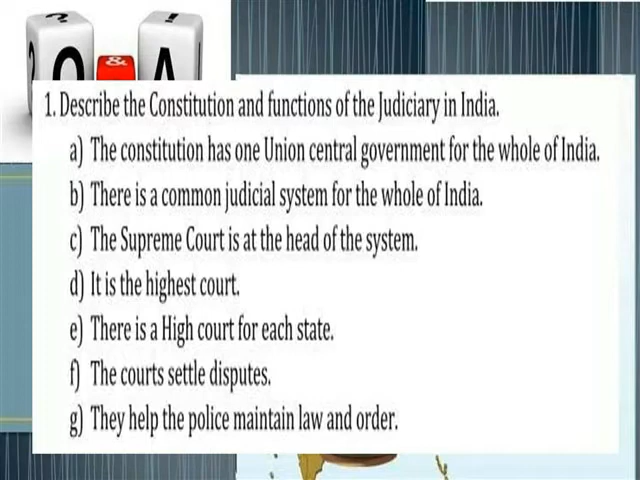 Q & A
1. Describe the Constitution and functions of the Judiciary in India.
a) The constitution has one Union central government for the whole of India.
b) There is a common judicial system for the whole of India.
c) The Supreme Court is at the head of the system.
d) It is the highest court.
e) There is a High court for each state.
f) The courts settle disputes.
g) They help the police maintain law and order.